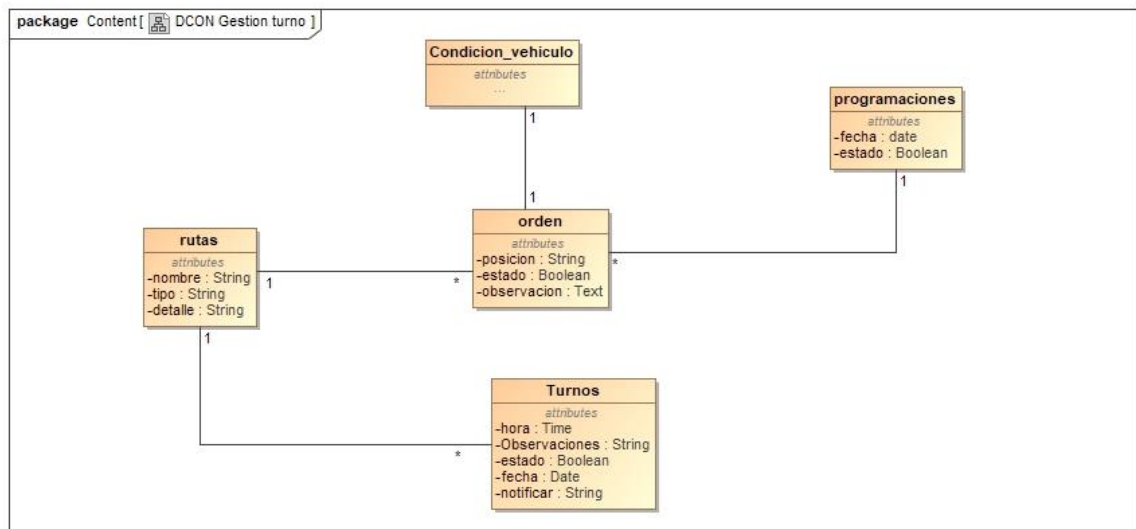 package Content [ DCON Gestion turno ]
Condicion_vehiculo
attributes
...
1
programaciones
attributes
-fecha : date
-estado : Boolean
1
1
orden
attributes
-posicion : String
-estado : Boolean
-observacion : Text
*
*
rutas
attributes
-nombre : String
-tipo : String
-detalle : String
1
1
Turnos
attributes
-hora : Time
-Observaciones : String
-estado : Boolean
-fecha : Date
-notificar : String
*